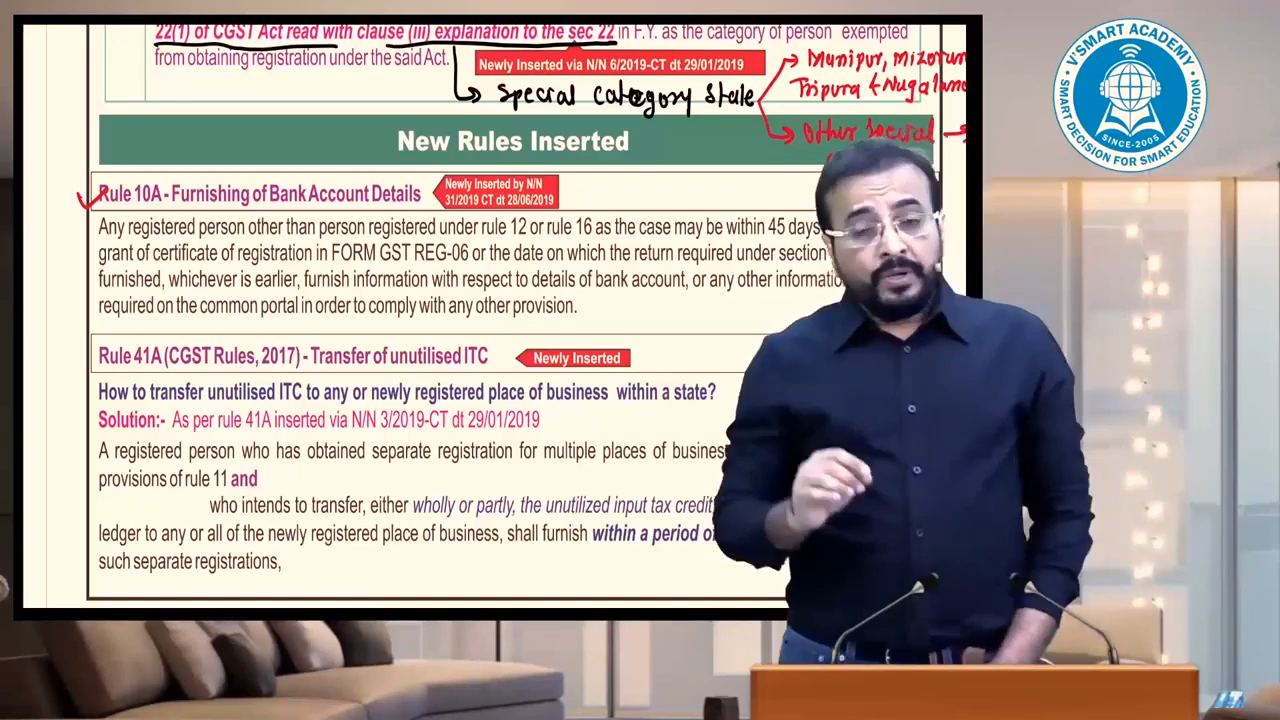 22(1) of CGST Act read with clause (iii) explanation to the sec 22 in F.Y. as the category of person exempted
from obtaining registration under the said Act.
Newly Inserted via N/N 6/2019-CT dt 29/01/2019
Special Category State
Manipur, Mizoram
Tripura & Nagaland
Other Special
New Rules Inserted
Rule 10A - Furnishing of Bank Account Details
Newly Inserted by N/N
31/2019 CT dt 28/06/2019
Any registered person other than person registered under rule 12 or rule 16 as the case may be within 45 days
grant of certificate of registration in FORM GST REG-06 or the date on which the return required under section
furnished, whichever is earlier, furnish information with respect to details of bank account, or any other
required on the common portal in order to comply with any other provision.
Rule 41A (CGST Rules, 2017) - Transfer of unutilised ITC
Newly Inserted
How to transfer unutilised ITC to any or newly registered place of business within a state?
Solution:- As per rule 41A inserted via N/N 3/2019-CT dt 29/01/2019
A registered person who has obtained separate registration for multiple places of
provisions of rule 11 and
who intends to transfer, either wholly or partly, the unutilized input tax credit
ledger to any or all of the newly registered place of business, shall furnish within a period
such separate registrations,
V'SMART ACADEMY
SMART DECISION FOR SMART EDUCATION
SINCE-2005